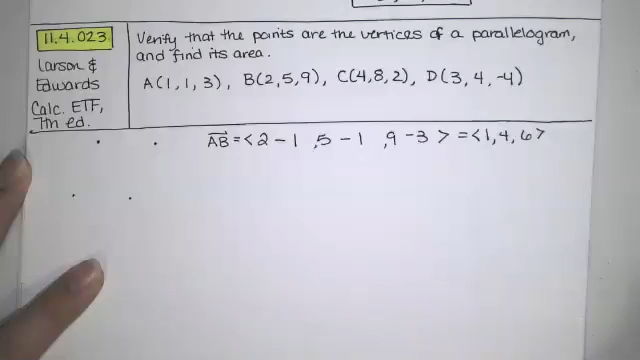 11.4.023
Larson &
Edwards
Calc. ETF,
7th ed.
Verify that the points are the vertices of a parallelogram,
and find its area.
A(1, 1, 3), B(2, 5, 9), C(4, 8, 2), D(3, 4, -4)
AB = <2 - 1, 5 - 1, 9 - 3> = <1, 4, 6>